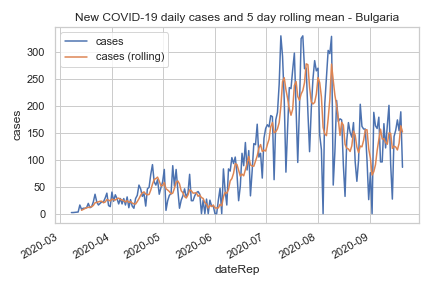 New COVID-19 daily cases and 5 day rolling mean - Bulgaria
cases
cases (rolling)
300
250
200
150
100
50
0
cases
2020-03
2020-04
2020-05
2020-06
2020-07
2020-08
2020-09
dateRep